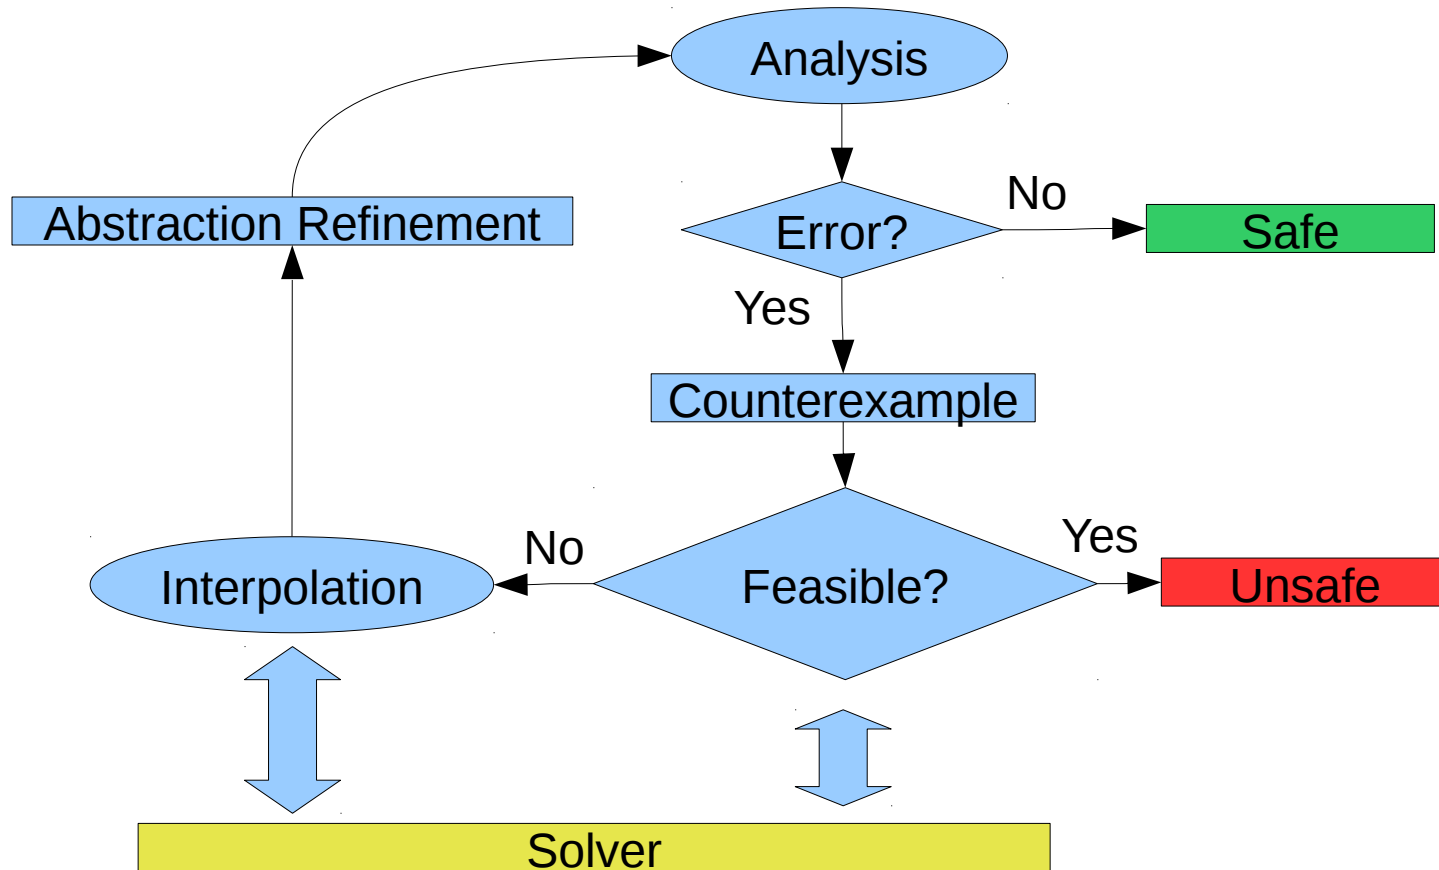 Analysis
No
Abstraction Refinement
Error?
Safe
Yes
Counterexample
No
Yes
Interpolation
Feasible?
Unsafe
Solver